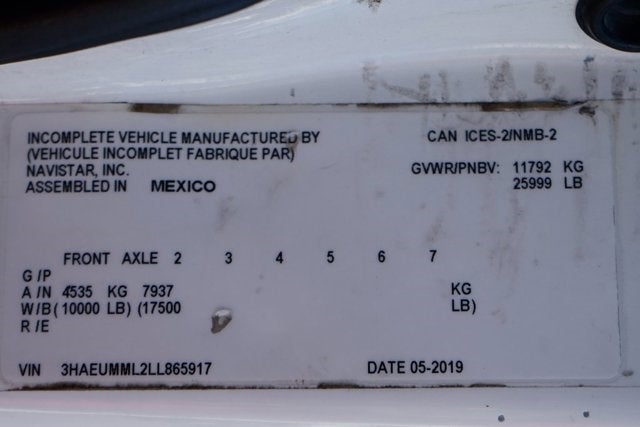 INCOMPLETE VEHICLE MANUFACTURED BY
(VEHICULE INCOMPLET FABRIQUE PAR)
NAVISTAR, INC.
ASSEMBLED IN MEXICO
CAN ICES-2/NMB-2
GVWR/PNBV: 11792 KG
25999 LB
FRONT AXLE 2 3 4 5 6 7
G/P
A/N 4535 KG 7937 KG
W/B (10000 LB) (17500 LB)
R/E
VIN 3HAEUMML2LL865917 DATE 05-2019